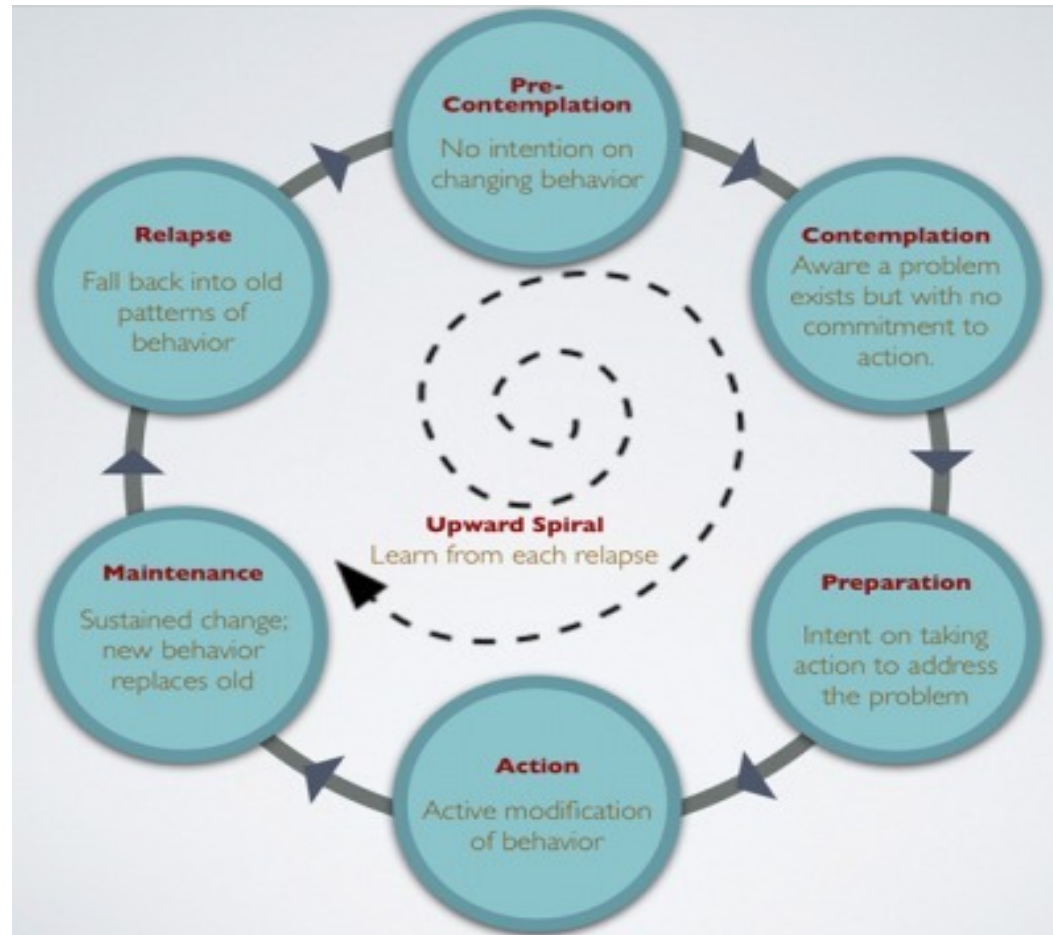 Pre-
Contemplation
No intention on
changing behavior
Contemplation
Aware a problem
exists but with no
commitment to
action.
Preparation
Intent on taking
action to address
the problem
Action
Active modification
of behavior
Maintenance
Sustained change;
new behavior
replaces old
Relapse
Fall back into old
patterns of
behavior
Upward Spiral
Learn from each relapse